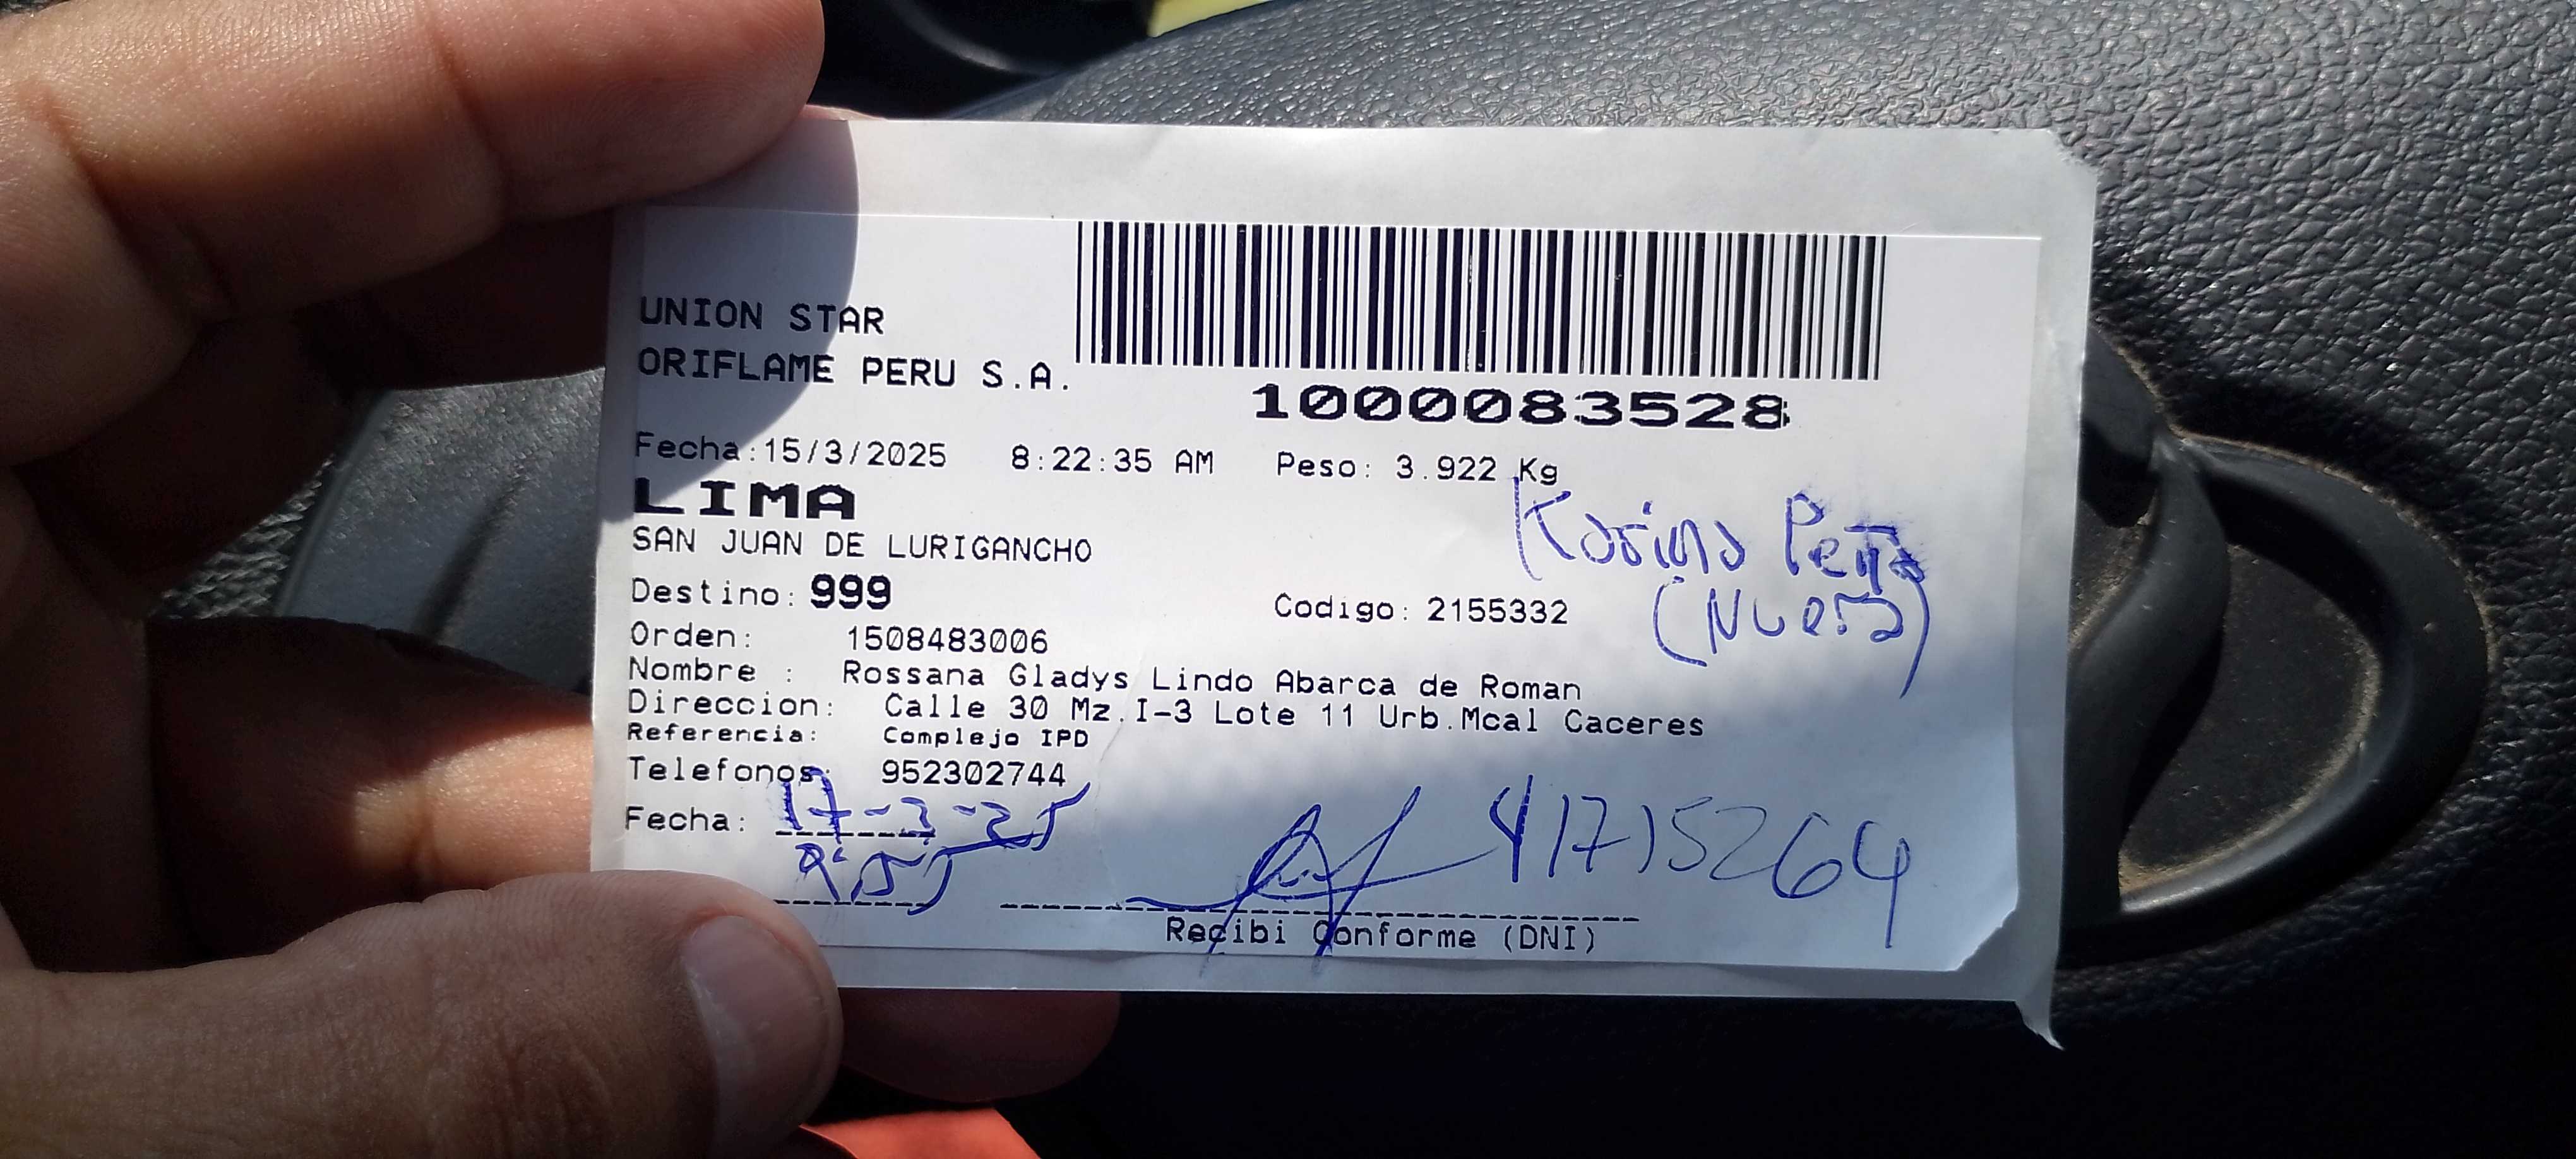 UNION STAR
ORIFLAME PERU S.A.
1000083528
Fecha:15/3/2025 8:22:35 AM Peso: 3.922 Kg
LIMA
SAN JUAN DE LURIGANCHO
Karina Peña
(Nuera)
Destino: 999 Codigo: 2155332
Orden: 1508483006
Nombre : Rossana Gladys Lindo Abarca de Roman
Direccion: Calle 30 Mz.I-3 Lote 11 Urb.Mcal Caceres
Referencia: Complejo IPD
Telefonos: 952302744
Fecha: 17-3-25
41715264
Recibi Conforme (DNI)